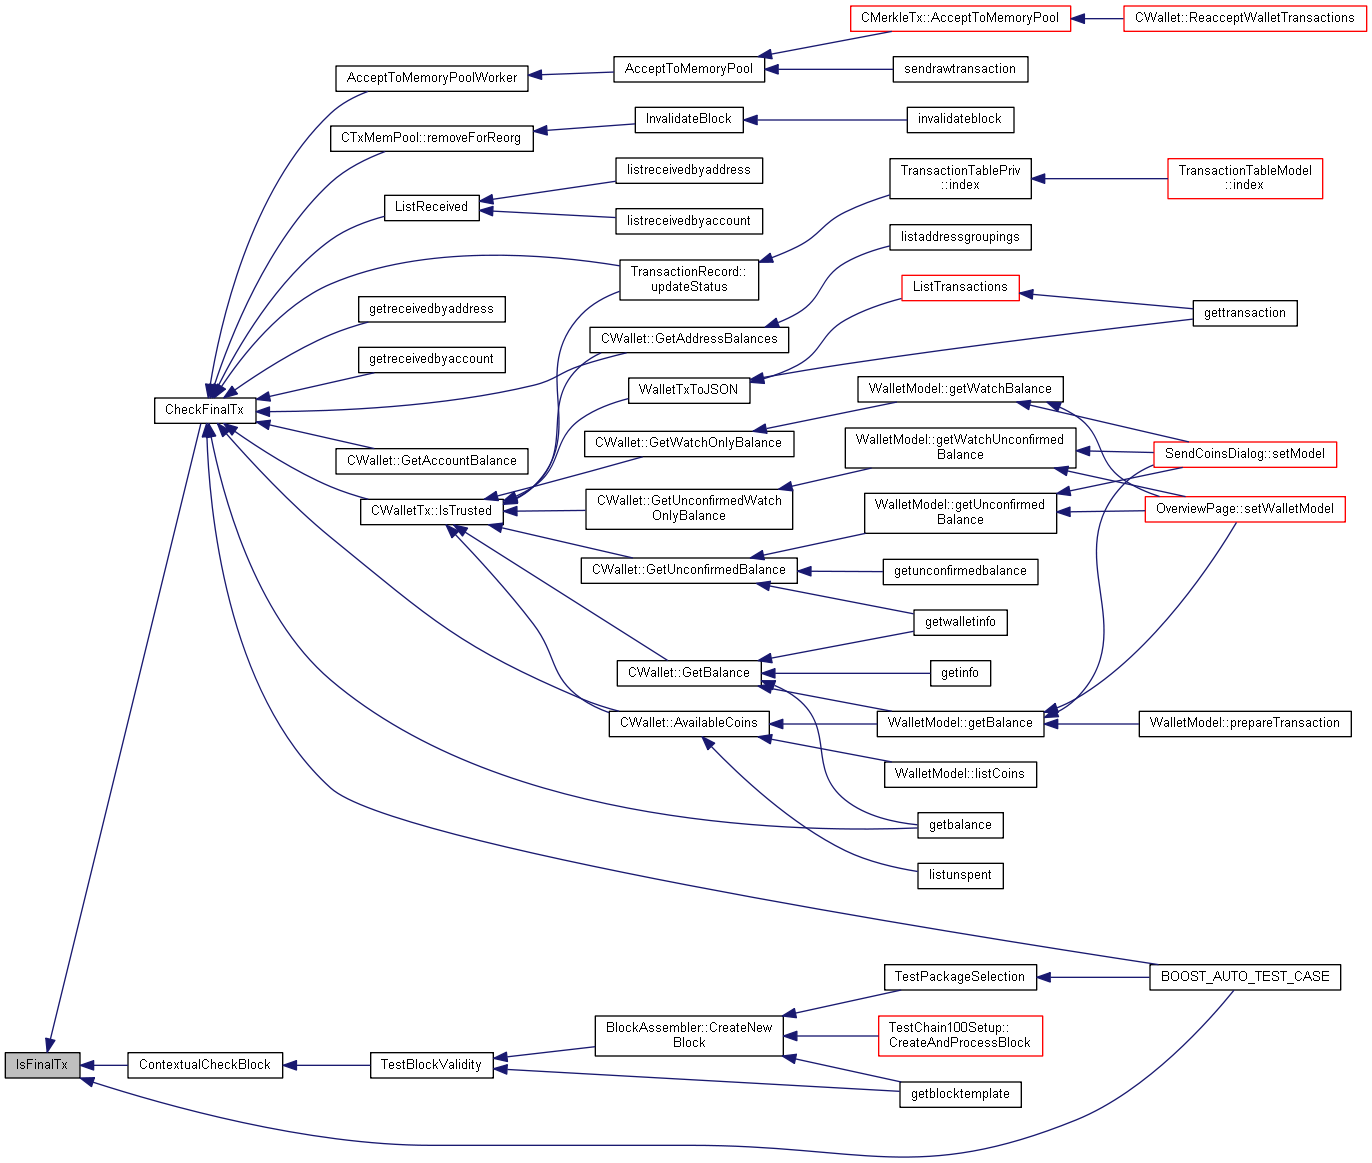 CMerkleTx::AcceptToMemoryPool
CWallet::ReacceptWalletTransactions
AcceptToMemoryPoolWorker
AcceptToMemoryPool
sendrawtransaction
CTxMemPool::removeForReorg
InvalidateBlock
invalidateblock
listreceivedbyaddress
ListReceived
listreceivedbyaccount
TransactionTablePriv
::index
TransactionTableModel
::index
listaddressgroupings
TransactionRecord::
updateStatus
ListTransactions
gettransaction
getreceivedbyaddress
CWallet::GetAddressBalances
getreceivedbyaccount
WalletTxToJSON
WalletModel::getWatchBalance
CheckFinalTx
CWallet::GetWatchOnlyBalance
WalletModel::getWatchUnconfirmed
Balance
SendCoinsDialog::setModel
CWallet::GetAccountBalance
CWalletTx::IsTrusted
CWallet::GetUnconfirmedWatch
OnlyBalance
WalletModel::getUnconfirmed
Balance
OverviewPage::setWalletModel
CWallet::GetUnconfirmedBalance
getunconfirmedbalance
getwalletinfo
CWallet::GetBalance
getinfo
CWallet::AvailableCoins
WalletModel::getBalance
WalletModel::prepareTransaction
WalletModel::listCoins
getbalance
listunspent
TestPackageSelection
BOOST_AUTO_TEST_CASE
BlockAssembler::CreateNew
Block
TestChain100Setup::
CreateAndProcessBlock
IsFinalTx
ContextualCheckBlock
TestBlockValidity
getblocktemplate